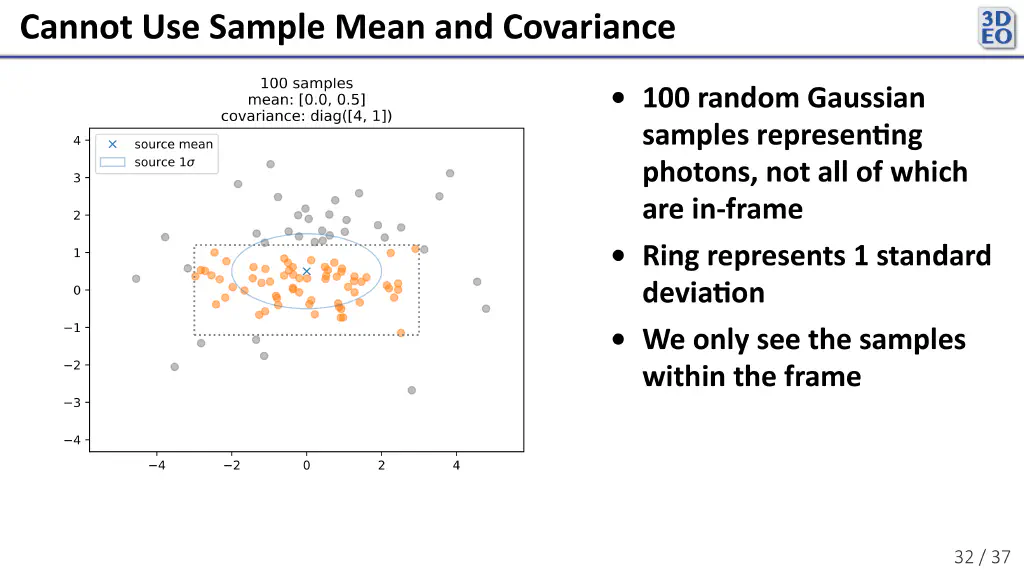 Cannot Use Sample Mean and Covariance
3D
EO
100 samples
mean: [0.0, 0.5]
covariance: diag([4, 1])
source mean
source 1σ
4
3
2
1
0
−1
−2
−3
−4
−4
−2
0
2
4
• 100 random Gaussian
samples representing
photons, not all of which
are in-frame
• Ring represents 1 standard
deviation
• We only see the samples
within the frame
32 / 37